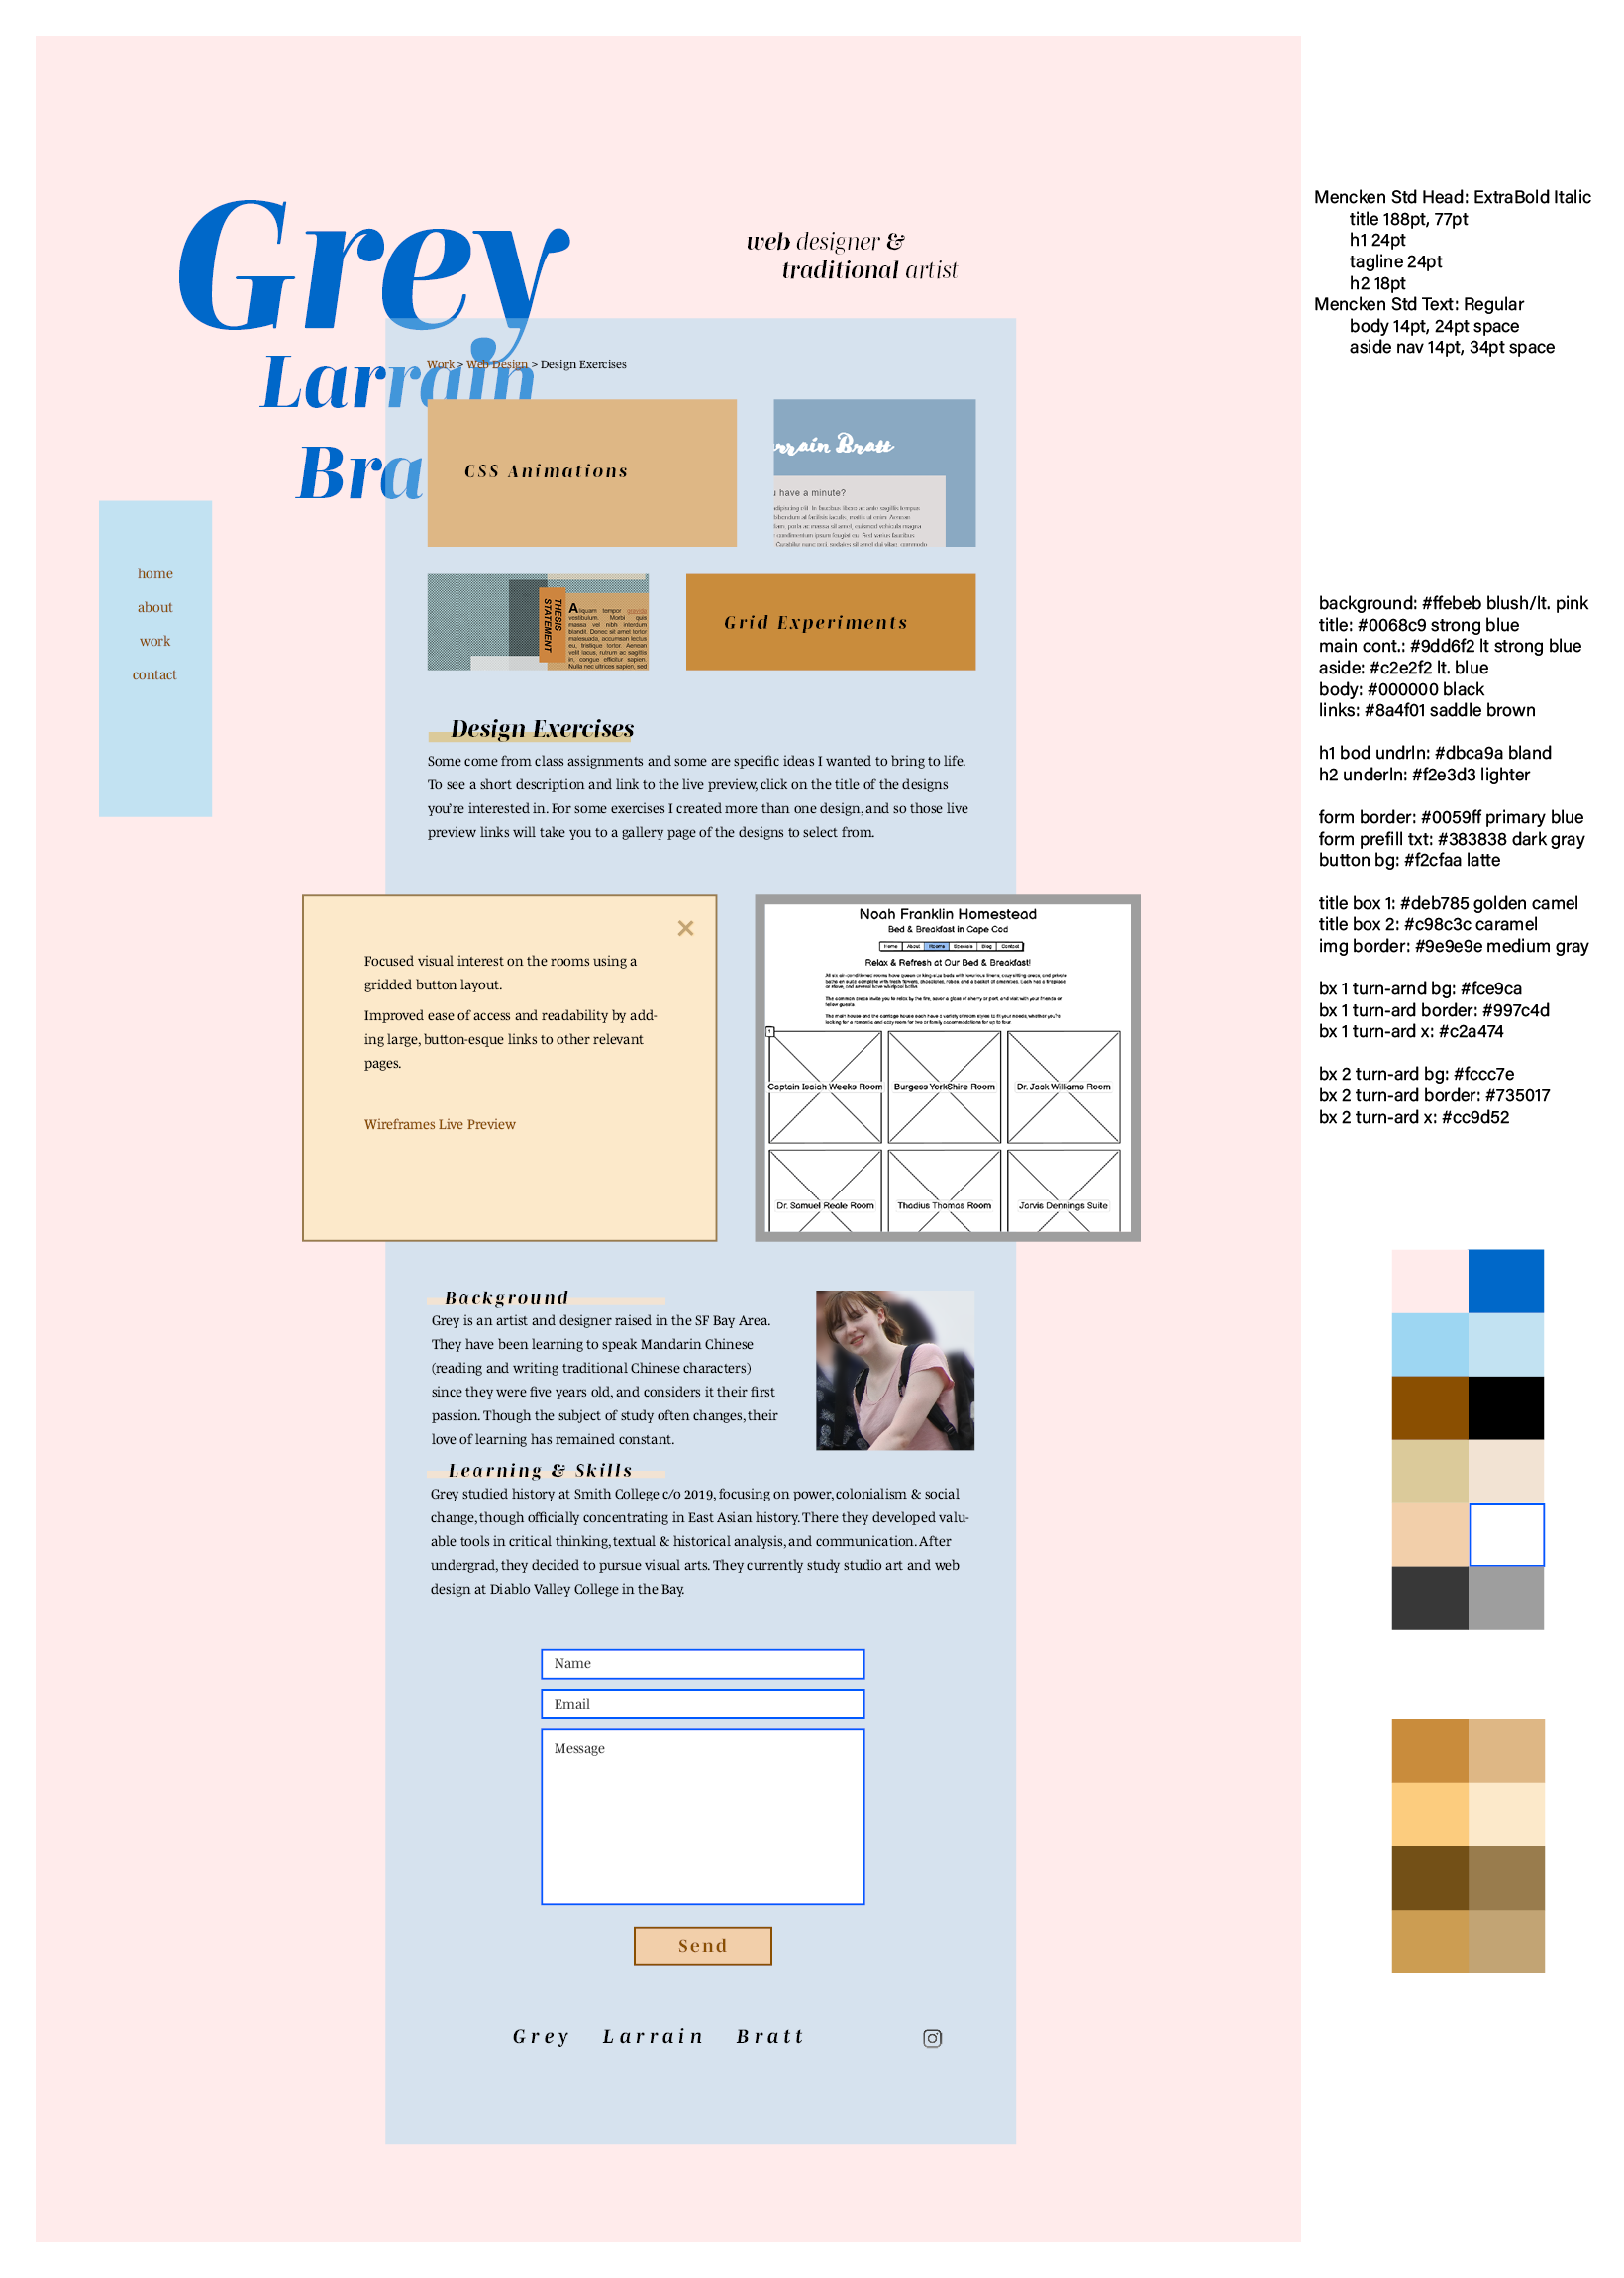 Grey
Larrain
Bra
web designer &
traditional artist
Work > Web Design > Design Exercises
CSS Animations
rrain Bratt
u have a minute?
home
about
work
contact
THESIS
STATEMENT
Aliquam tempor gravida
vestibulum. Morbi quis
massa vel nibh interdum
blandit. Donec sit amet tortor
malesuada, accumsan lectus
eu, tristique tortor. Aenean
velit lacus, rutrum ac sagittis
in, congue efficitur sapien.
Nulla nec ultrices sapien, sed
Grid Experiments
Design Exercises
Some come from class assignments and some are specific ideas I wanted to bring to life.
To see a short description and link to the live preview, click on the title of the designs
you're interested in. For some exercises I created more than one design, and so those live
preview links will take you to a gallery page of the designs to select from.
×
Focused visual interest on the rooms using a
gridded button layout.
Improved ease of access and readability by add-
ing large, button-esque links to other relevant
pages.
Wireframes Live Preview
Noah Franklin Homestead
Bed & Breakfast in Cape Cod
Home About Rooms Specials Blog Contact
Relax & Refresh at Our Bed & Breakfast!
1
Captain Isaiah Weeks Room
Burgess YorkShire Room
Dr. Jack Williams Room
Dr. Samuel Reale Room
Thadius Thomas Room
Jarvis Dennings Suite
Background
Grey is an artist and designer raised in the SF Bay Area.
They have been learning to speak Mandarin Chinese
(reading and writing traditional Chinese characters)
since they were five years old, and considers it their first
passion. Though the subject of study often changes, their
love of learning has remained constant.
Learning & Skills
Grey studied history at Smith College c/o 2019, focusing on power, colonialism & social
change, though officially concentrating in East Asian history. There they developed valu-
able tools in critical thinking, textual & historical analysis, and communication. After
undergrad, they decided to pursue visual arts. They currently study studio art and web
design at Diablo Valley College in the Bay.
Name
Email
Message
Send
Grey Larrain Bratt
Mencken Std Head: ExtraBold Italic
title 188pt, 77pt
h1 24pt
tagline 24pt
h2 18pt
Mencken Std Text: Regular
body 14pt, 24pt space
aside nav 14pt, 34pt space
background: #ffebeb blush/lt. pink
title: #0068c9 strong blue
main cont.: #9dd6f2 lt strong blue
aside: #c2e2f2 lt. blue
body: #000000 black
links: #8a4f01 saddle brown
h1 bod undrln: #dbca9a bland
h2 underln: #f2e3d3 lighter
form border: #0059ff primary blue
form prefill txt: #383838 dark gray
button bg: #f2cfaa latte
title box 1: #deb785 golden camel
title box 2: #c98c3c caramel
img border: #9e9e9e medium gray
bx 1 turn-arnd bg: #fce9ca
bx 1 turn-ard border: #997c4d
bx 1 turn-ard x: #c2a474
bx 2 turn-ard bg: #fccc7e
bx 2 turn-ard border: #735017
bx 2 turn-ard x: #cc9d52